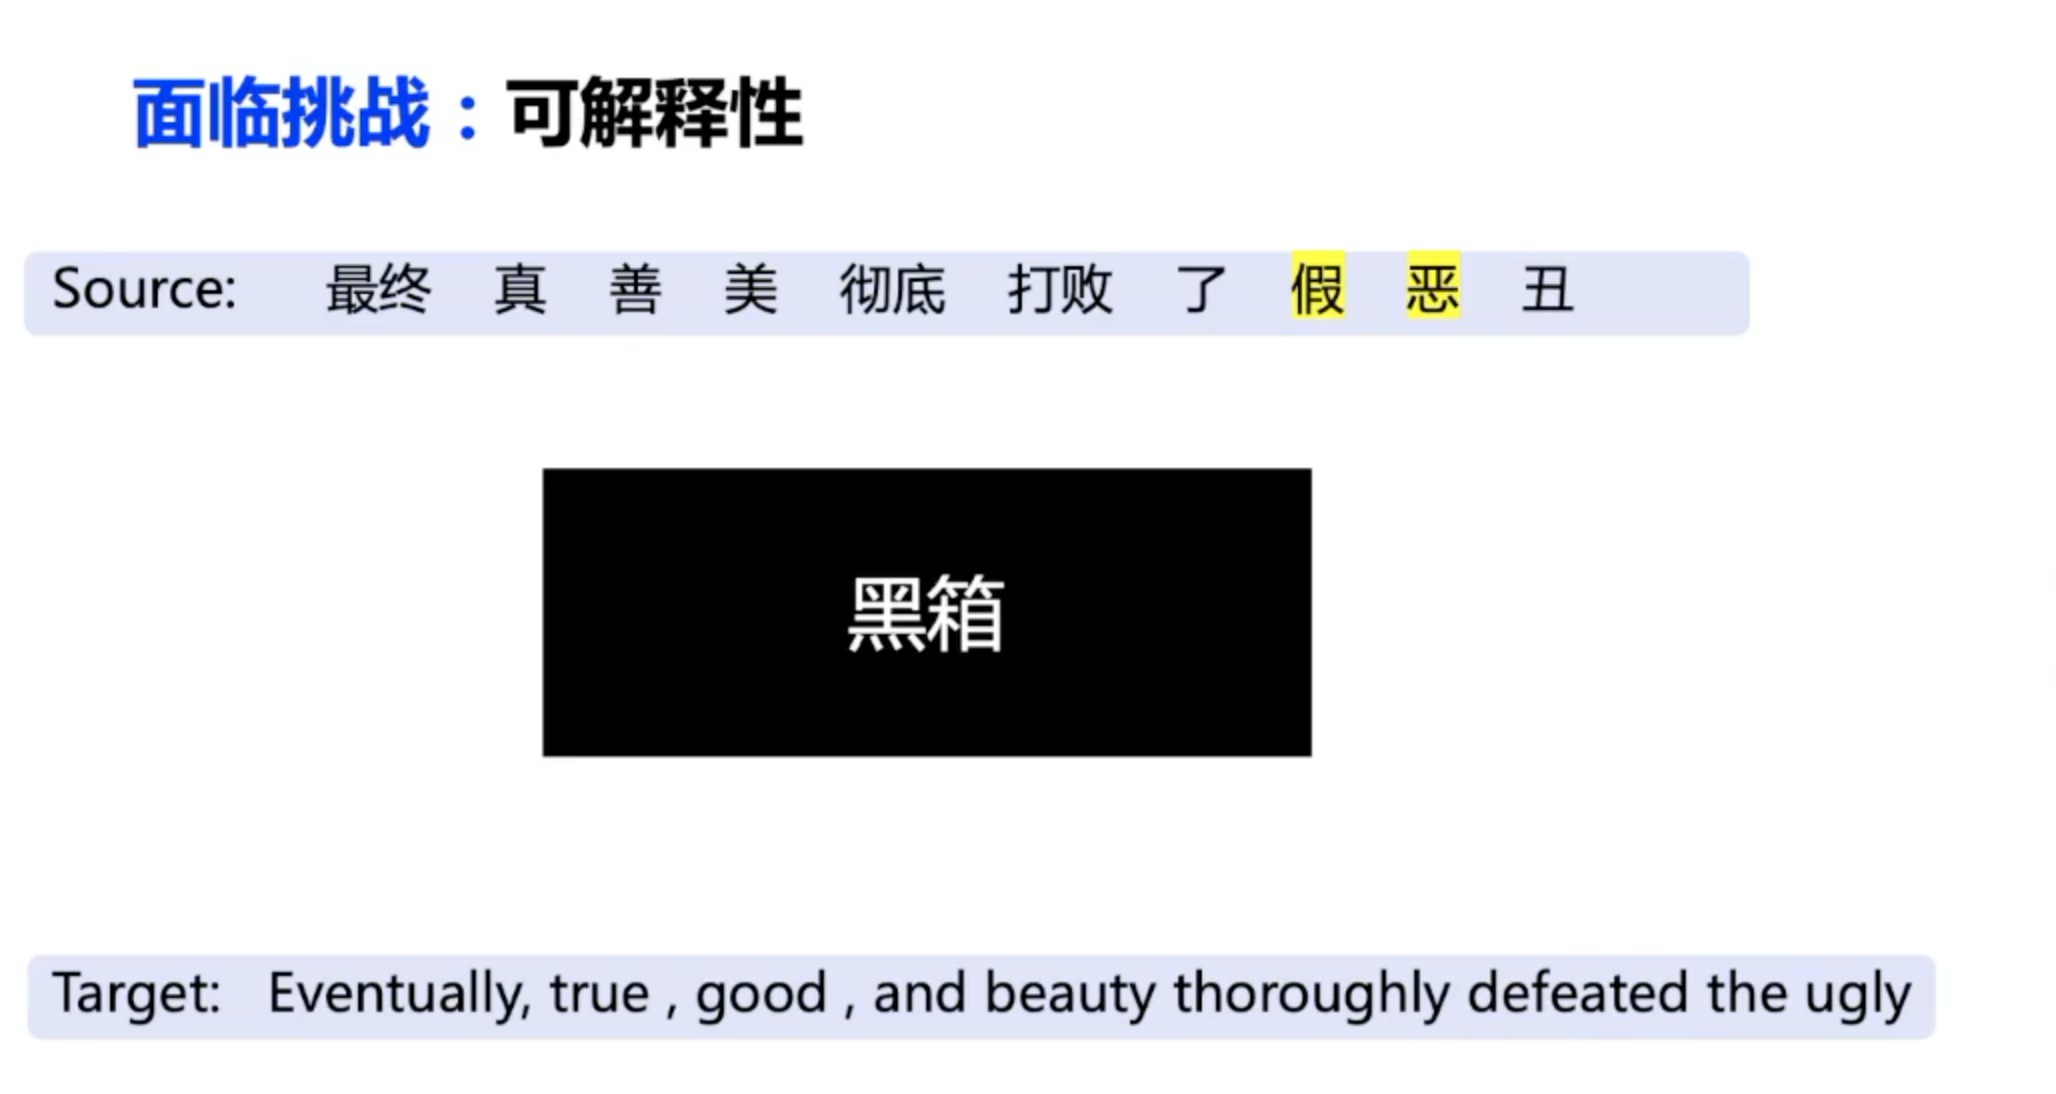 面临挑战：可解释性
Source: 最终 真 善 美 彻底 打败 了 假 恶 丑
黑箱
Target: Eventually, true , good , and beauty thoroughly defeated the ugly